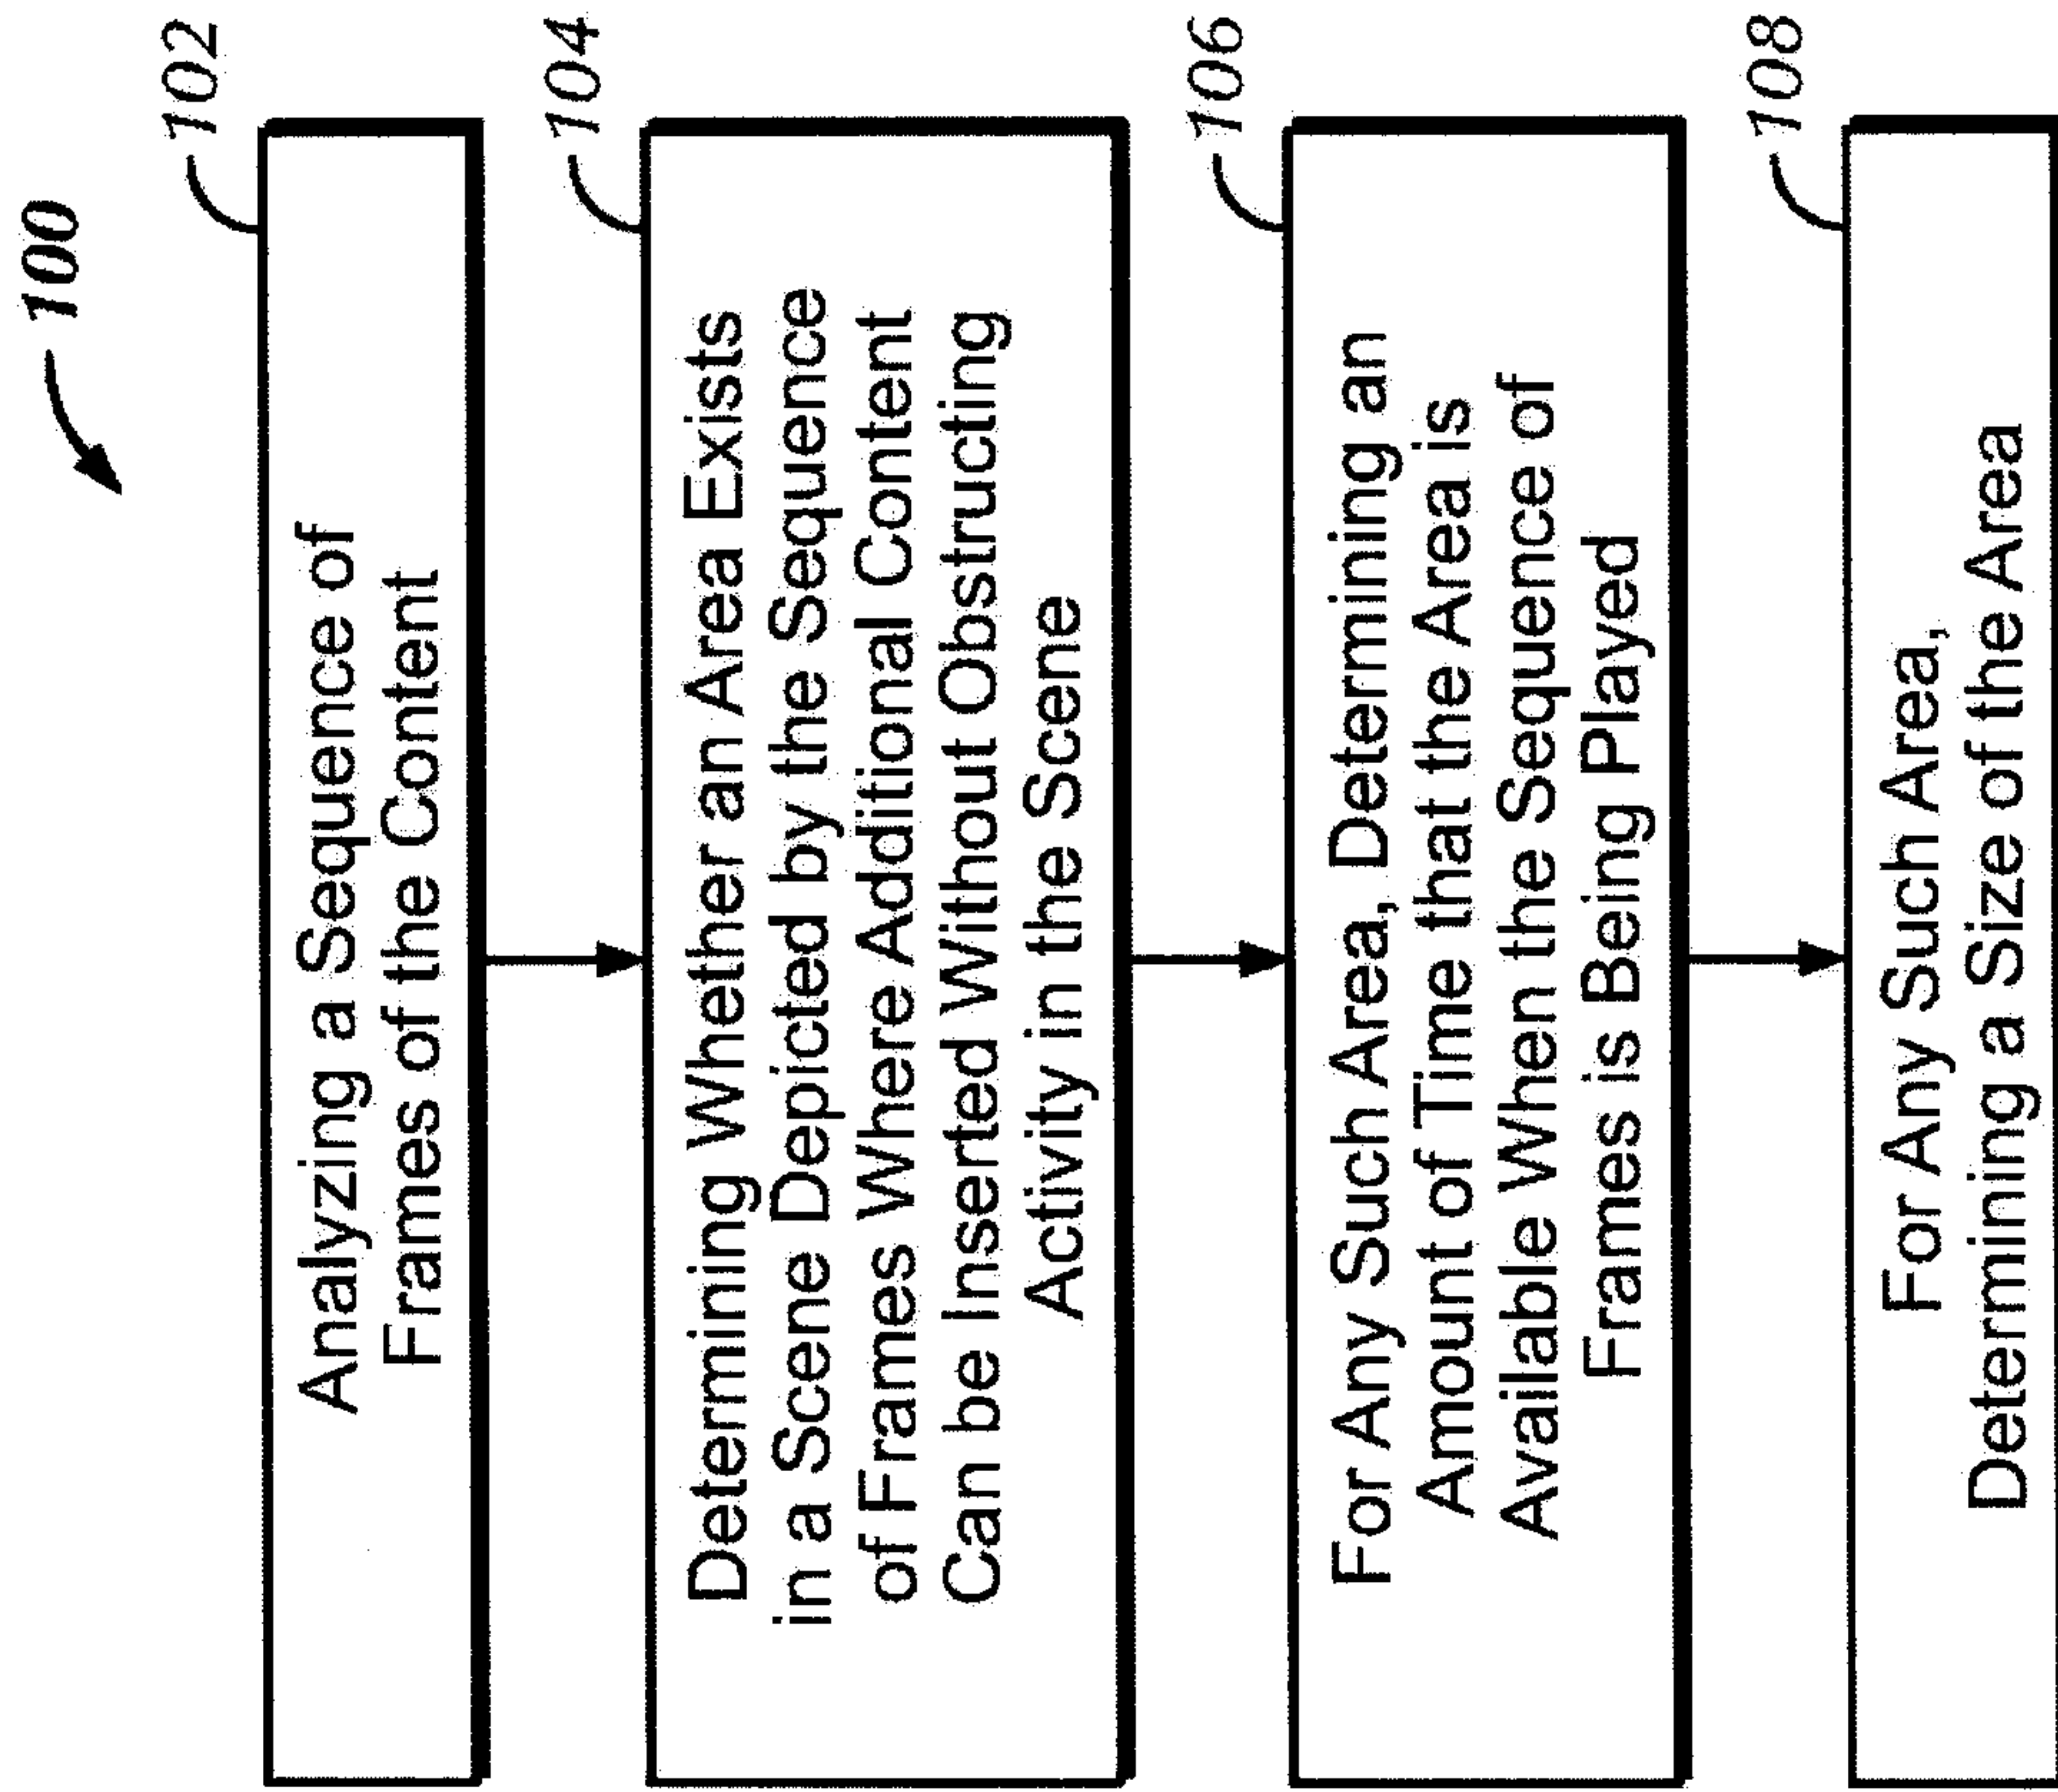 100
102
Analyzing a Sequence of
Frames of the Content
104
Determining Whether an Area Exists
in a Scene Depicted by the Sequence
of Frames Where Additional Content
Can be Inserted Without Obstructing
Activity in the Scene
106
For Any Such Area, Determining an
Amount of Time that the Area is
Available When the Sequence of
Frames is Being Played
108
For Any Such Area,
Determining a Size of the Area